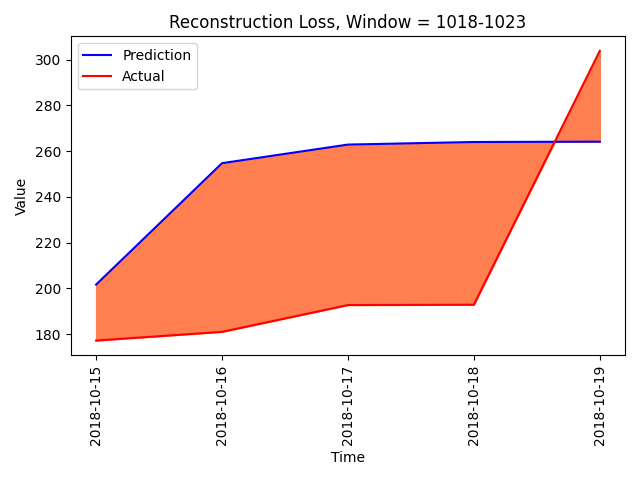 Reconstruction Loss, Window = 1018-1023
Prediction
Actual
Value
300
280
260
240
220
200
180
2018-10-15
2018-10-16
2018-10-17
2018-10-18
2018-10-19
Time